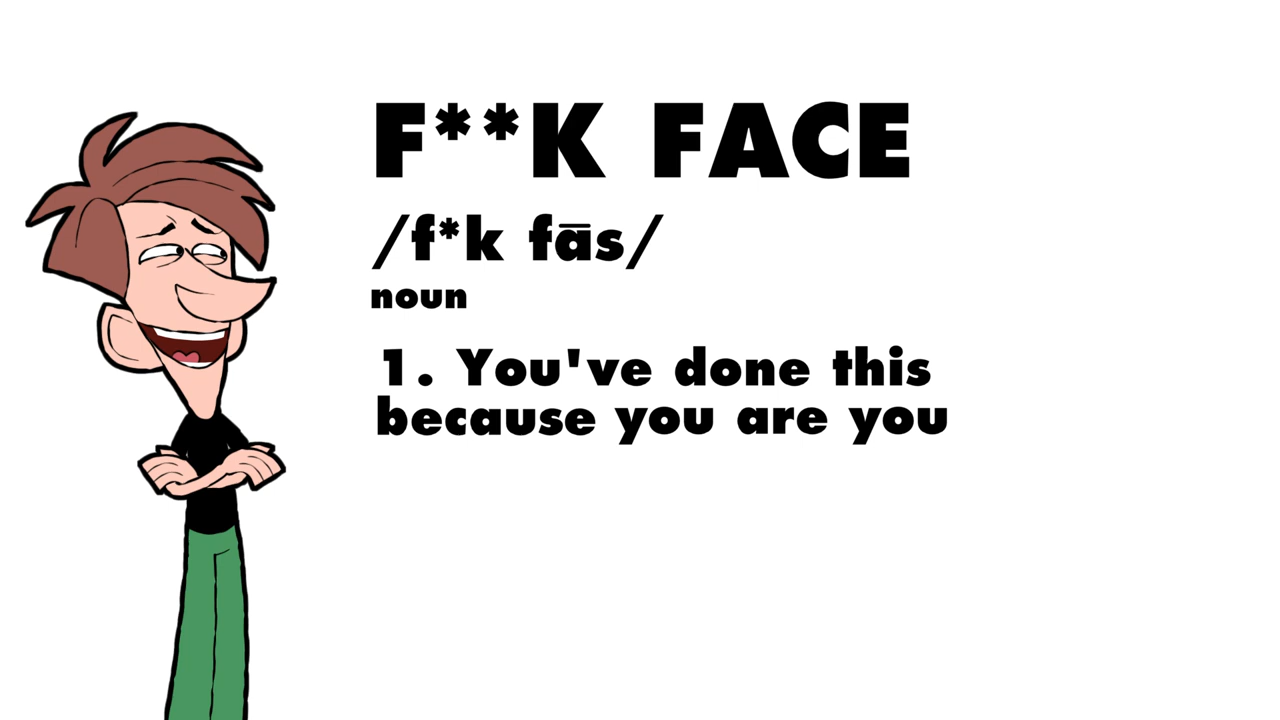 F**K FACE
/f*k fās/
noun
1. You've done this
because you are you